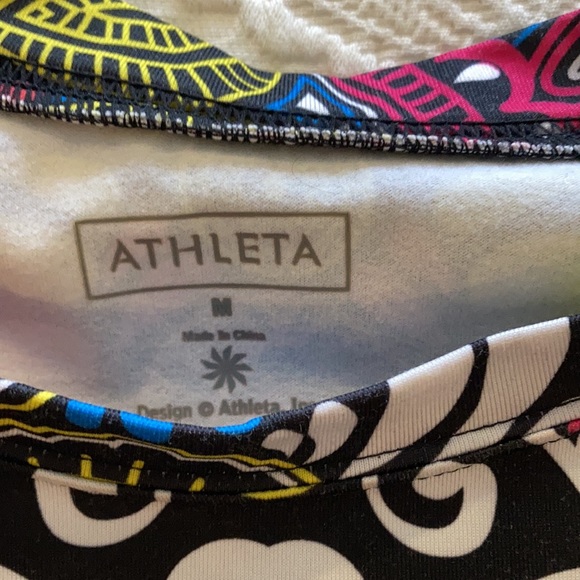 ATHLETA
M
Made In China
Design © Athleta, Inc